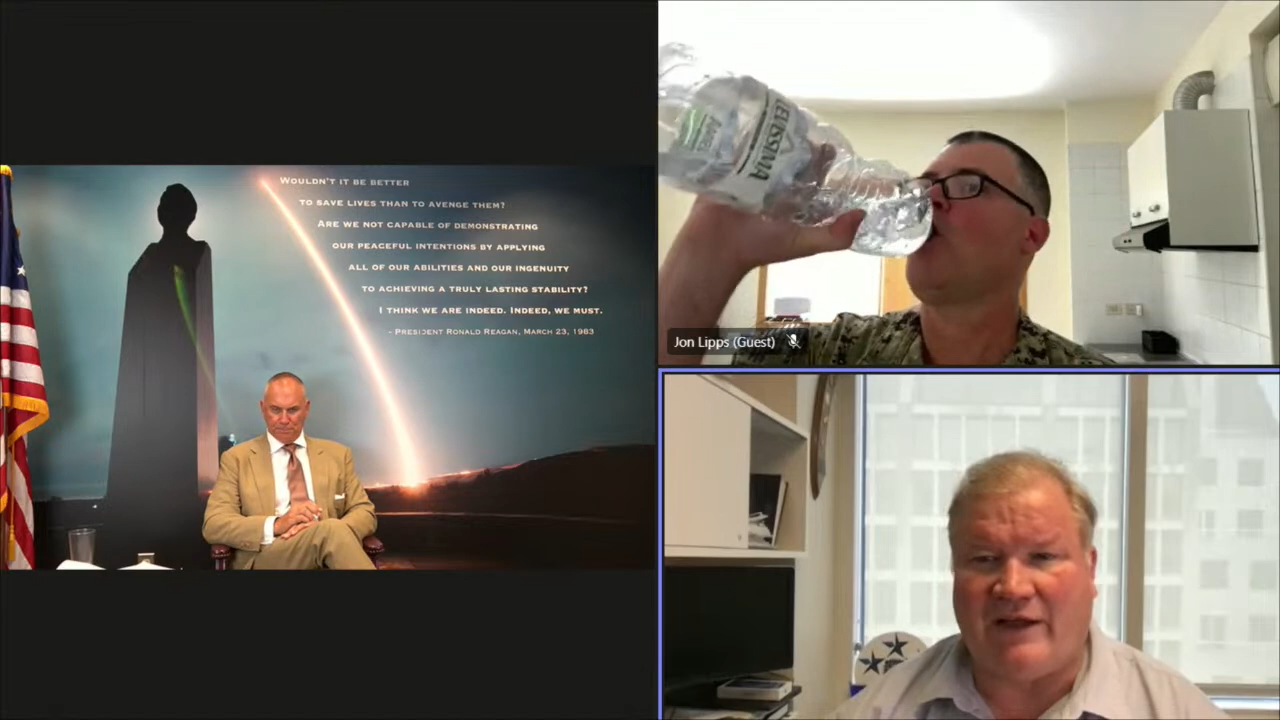 WOULDN'T IT BE BETTER
TO SAVE LIVES THAN TO AVENGE THEM?
ARE WE NOT CAPABLE OF DEMONSTRATING
OUR PEACEFUL INTENTIONS BY APPLYING
ALL OF OUR ABILITIES AND OUR INGENUITY
TO ACHIEVING A TRULY LASTING STABILITY?
I THINK WE ARE INDEED. INDEED, WE MUST.
- PRESIDENT RONALD REAGAN, MARCH 23, 1983
LEVISSIMA
Jon Lipps (Guest)